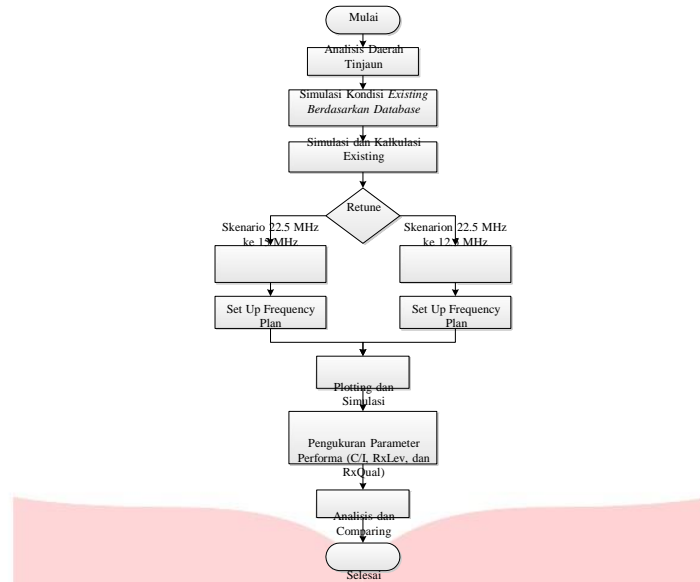 Mulai
Analisis Daerah
Tinjaun
Simulasi Kondisi Existing
Berdasarkan Database
Simulasi dan Kalkulasi
Existing
Retune
Skenario 22.5 MHz
ke 15 MHz
Skenarion 22.5 MHz
ke MHz
Set Up Frequency
Plan
Set Up Frequency
Plan
Plotting dan
Simulasi
Pengukuran Parameter
Performa (C/I, RxLev, dan
RxQual)
Analisis dan
Comparing
Selesai